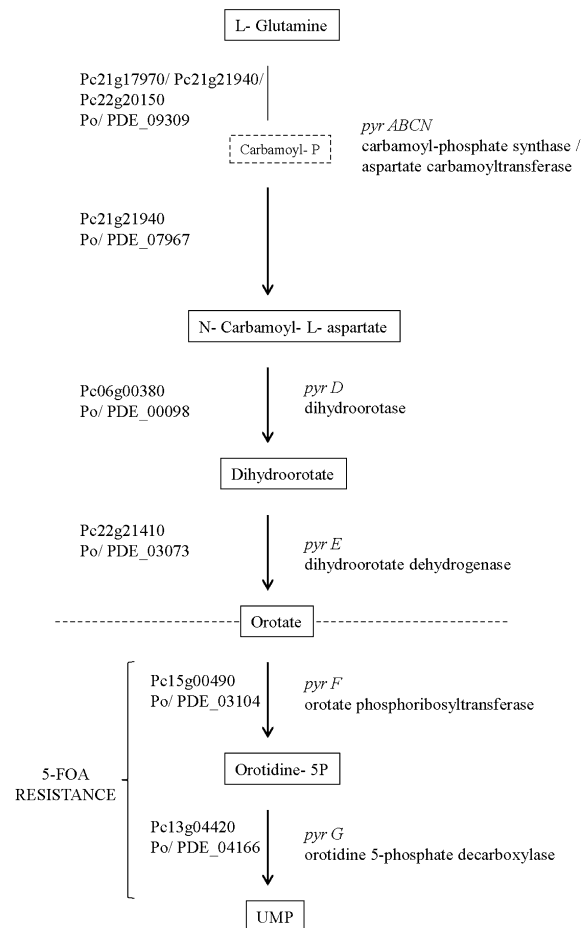 L- Glutamine
Pc21g17970/ Pc21g21940/
Pc22g20150
Po/ PDE_09309
Carbamoyl- P
pyr ABCN
carbamoyl-phosphate synthase /
aspartate carbamoyltransferase
Pc21g21940
Po/ PDE_07967
N- Carbamoyl- L- aspartate
Pc06g00380
Po/ PDE_00098
pyr D
dihydroorotase
Dihydroorotate
Pc22g21410
Po/ PDE_03073
pyr E
dihydroorotate dehydrogenase
Orotate
Pc15g00490
Po/ PDE_03104
pyr F
orotate phosphoribosyltransferase
5-FOA
RESISTANCE
Orotidine- 5P
Pc13g04420
Po/ PDE_04166
pyr G
orotidine 5-phosphate decarboxylase
UMP